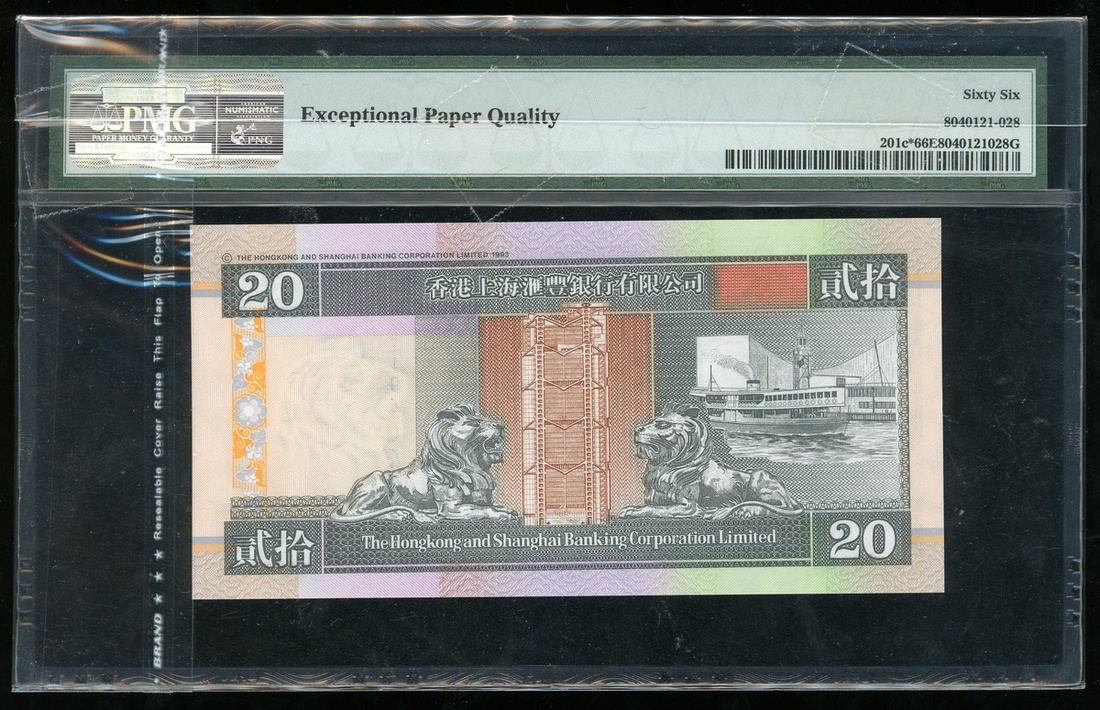 PMG
PAPER MONEY GUARANTY
NUMISMATIC
PNG
Exceptional Paper Quality
Sixty Six
8040121-028
201c*66E8040121028G
© THE HONGKONG AND SHANGHAI BANKING CORPORATION LIMITED 1993
20
香港上海滙豐銀行有限公司
貳拾
貳拾
The Hongkong and Shanghai Banking Corporation Limited
20
BRAND ★ ★ ★ Resealable Cover Raise This Flap To Open